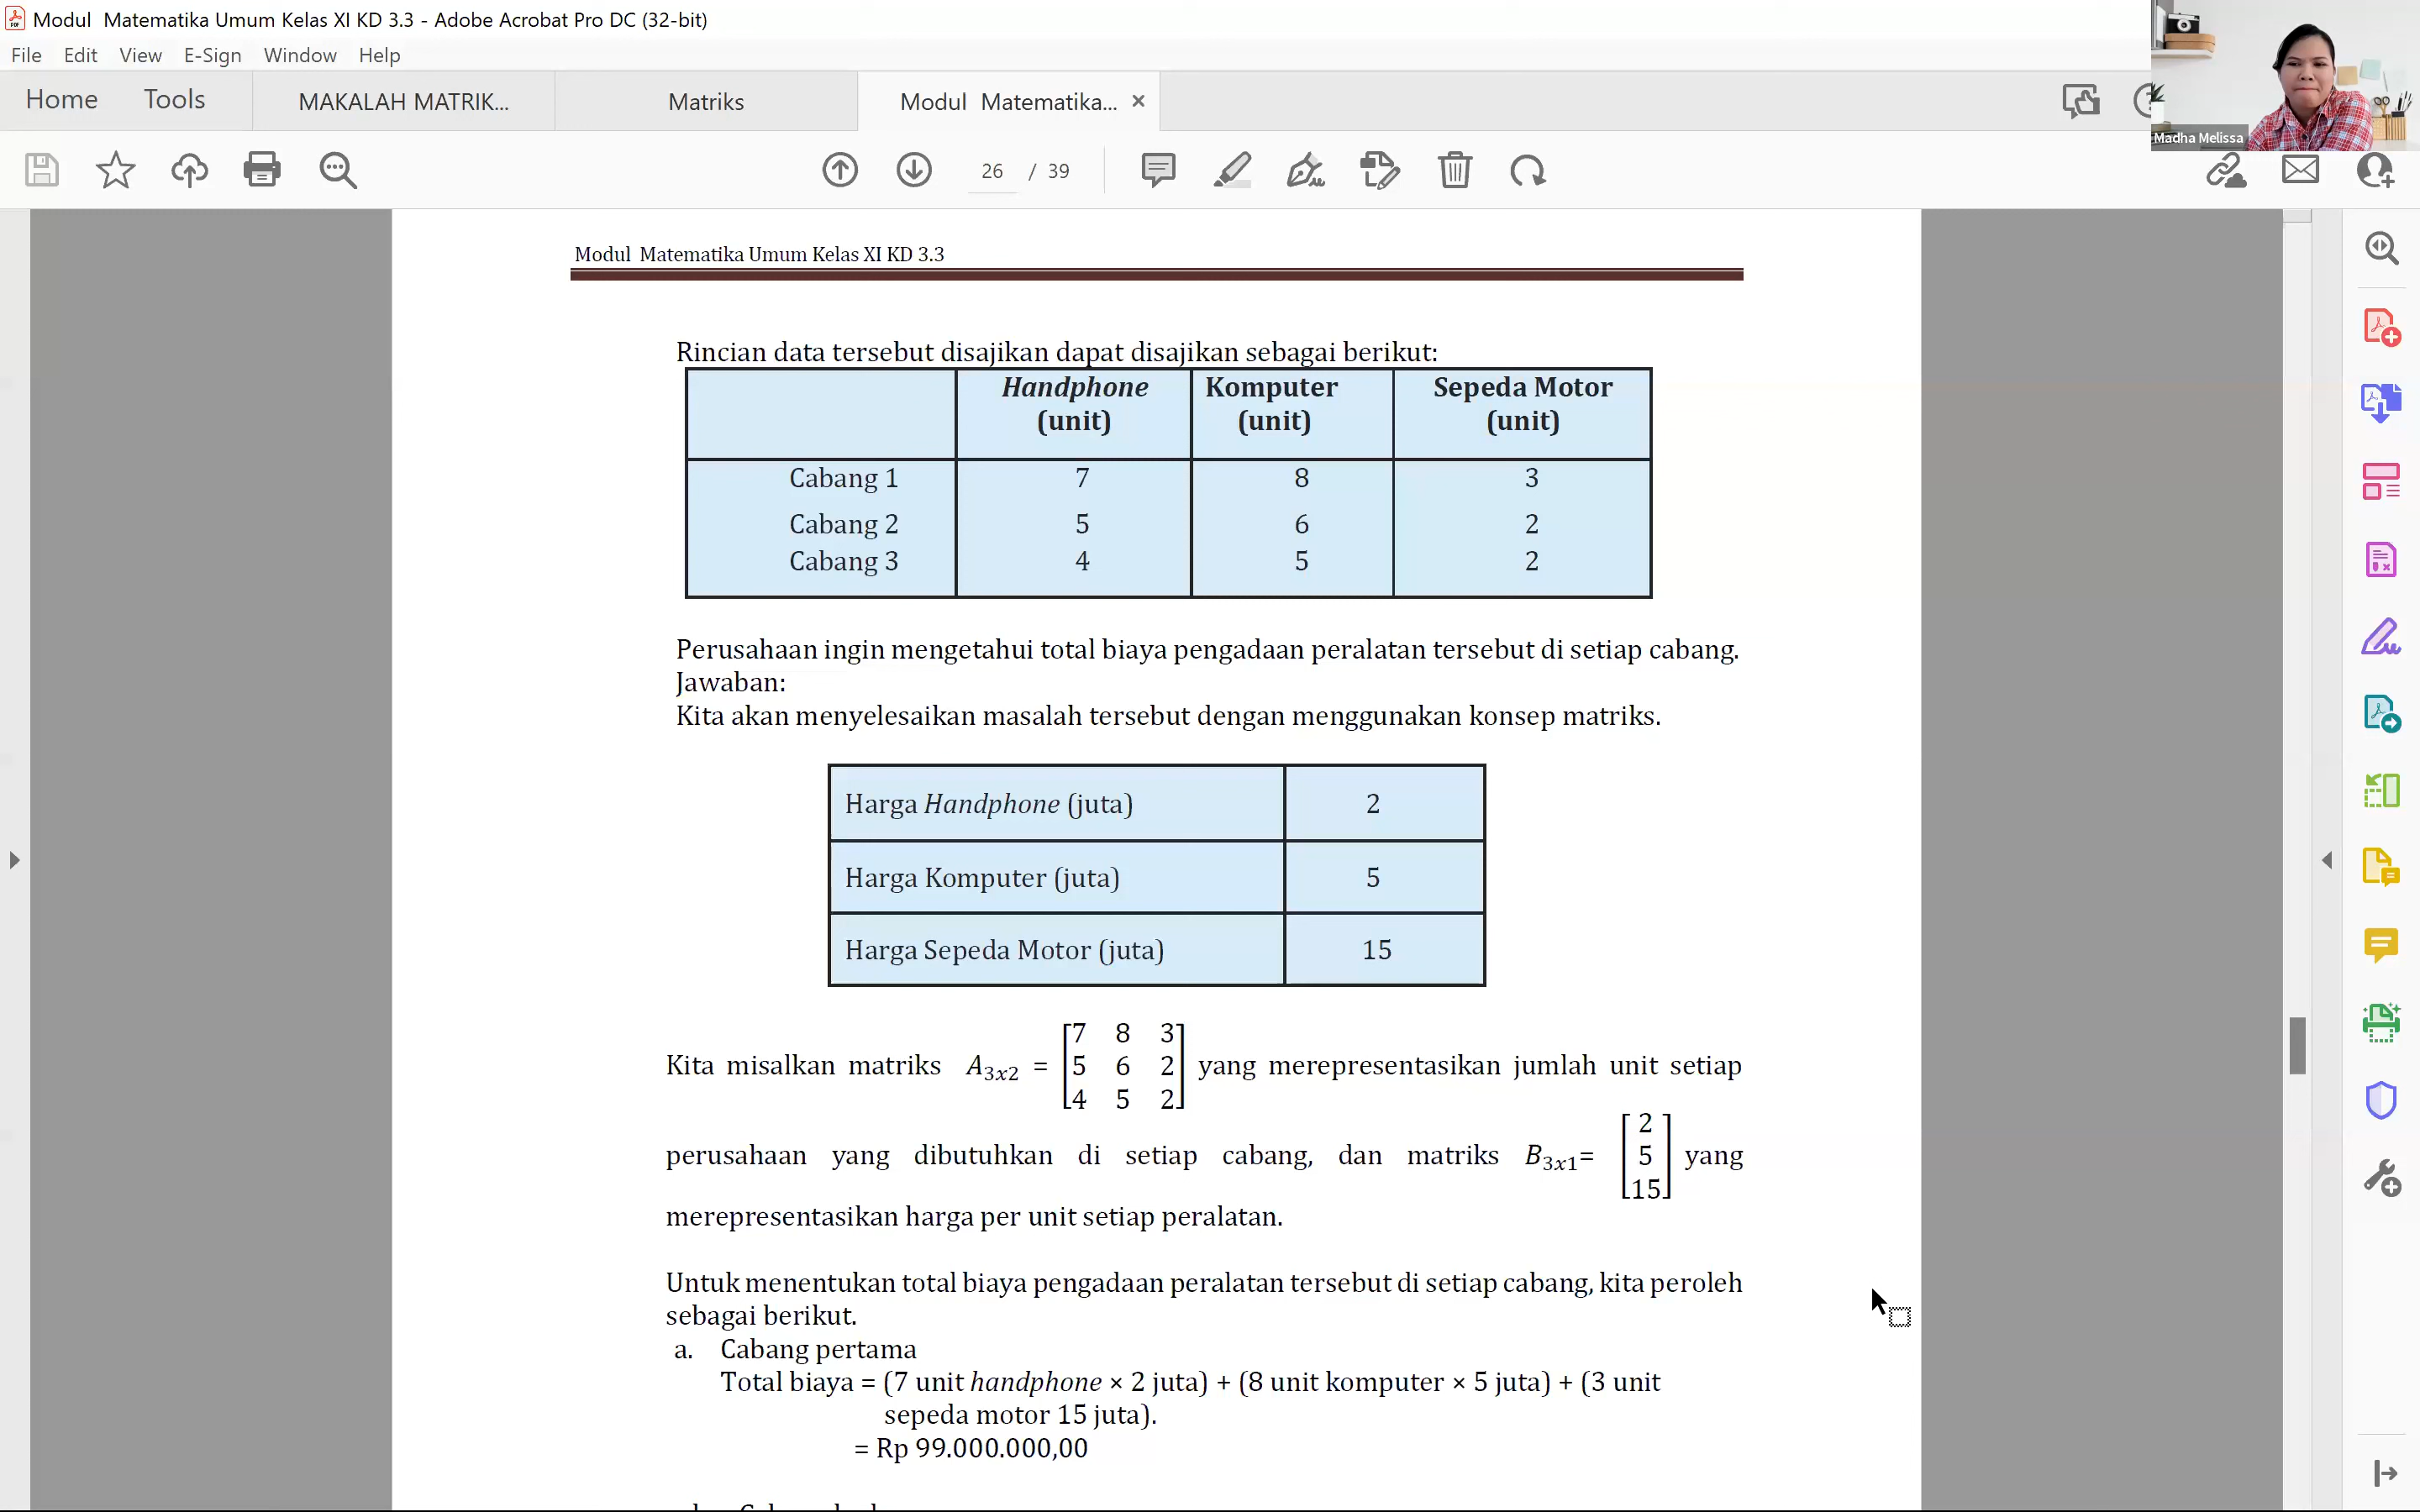 Modul Matematika Umum Kelas XI KD 3.3 - Adobe Acrobat Pro DC (32-bit)
File Edit View E-Sign Window Help
Home Tools MAKALAH MATRIK... Matriks Modul Matematika... ×
Madha Melissa
26 / 39
Modul Matematika Umum Kelas XI KD 3.3
Rincian data tersebut disajikan dapat disajikan sebagai berikut:
Handphone (unit) Komputer (unit) Sepeda Motor (unit)
Cabang 1 7 8 3
Cabang 2 5 6 2
Cabang 3 4 5 2
Perusahaan ingin mengetahui total biaya pengadaan peralatan tersebut di setiap cabang.
Jawaban:
Kita akan menyelesaikan masalah tersebut dengan menggunakan konsep matriks.
Harga Handphone (juta) 2
Harga Komputer (juta) 5
Harga Sepeda Motor (juta) 15
Kita misalkan matriks A3x2 = [7 8 3; 5 6 2; 4 5 2] yang merepresentasikan jumlah unit setiap
perusahaan yang dibutuhkan di setiap cabang, dan matriks B3x1= [2; 5; 15] yang
merepresentasikan harga per unit setiap peralatan.
Untuk menentukan total biaya pengadaan peralatan tersebut di setiap cabang, kita peroleh
sebagai berikut.
a. Cabang pertama
Total biaya = (7 unit handphone × 2 juta) + (8 unit komputer × 5 juta) + (3 unit
sepeda motor 15 juta).
= Rp 99.000.000,00